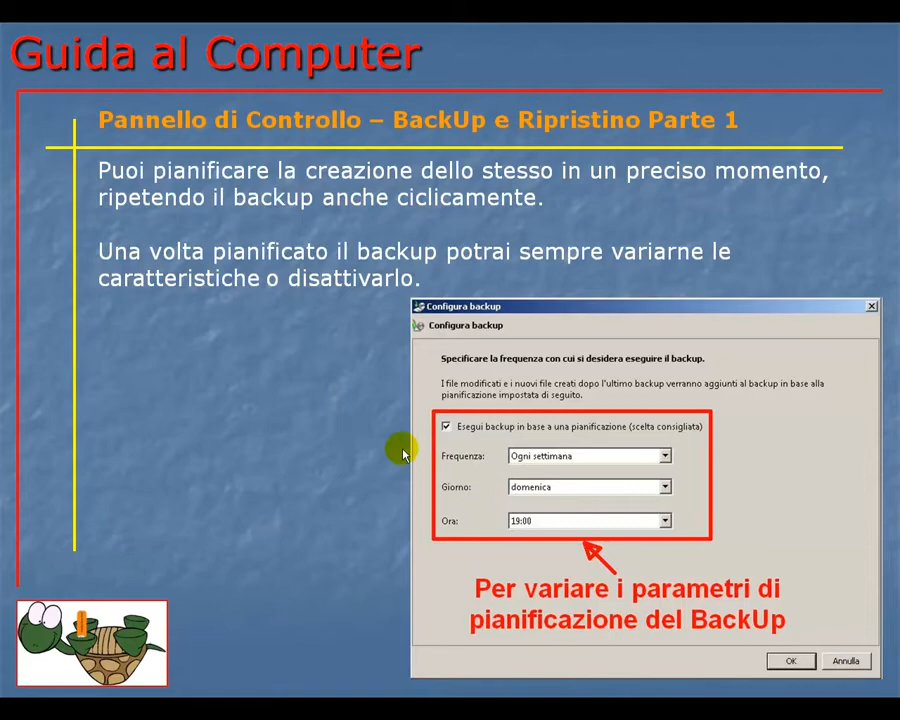 Guida al Computer
Pannello di Controllo – BackUp e Ripristino Parte 1
Puoi pianificare la creazione dello stesso in un preciso momento,
ripetendo il backup anche ciclicamente.
Una volta pianificato il backup potrai sempre variarne le
caratteristiche o disattivarlo.
Configura backup
Configura backup
Specificare la frequenza con cui si desidera eseguire il backup.
I file modificati e i nuovi file creati dopo l'ultimo backup verranno aggiunti al backup in base alla
pianificazione impostata di seguito.
Esegui backup in base a una pianificazione (scelta consigliata)
Frequenza: Ogni settimana
Giorno: domenica
Ora: 19:00
Per variare i parametri di
pianificazione del BackUp
OK Annulla